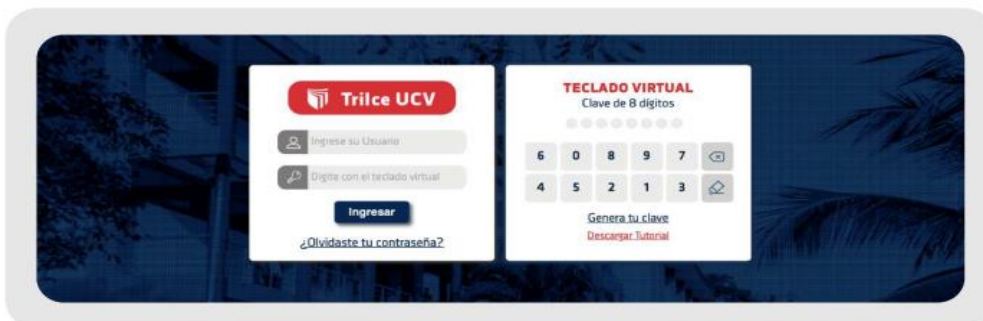 Trilce UCV
Ingrese su Usuario
Digite con el teclado virtual
Ingresar
¿Olvidaste tu contraseña?
TECLADO VIRTUAL
Clave de 8 dígitos
6 0 8 9 7
4 5 2 1 3
Genera tu clave
Descargar Tutorial